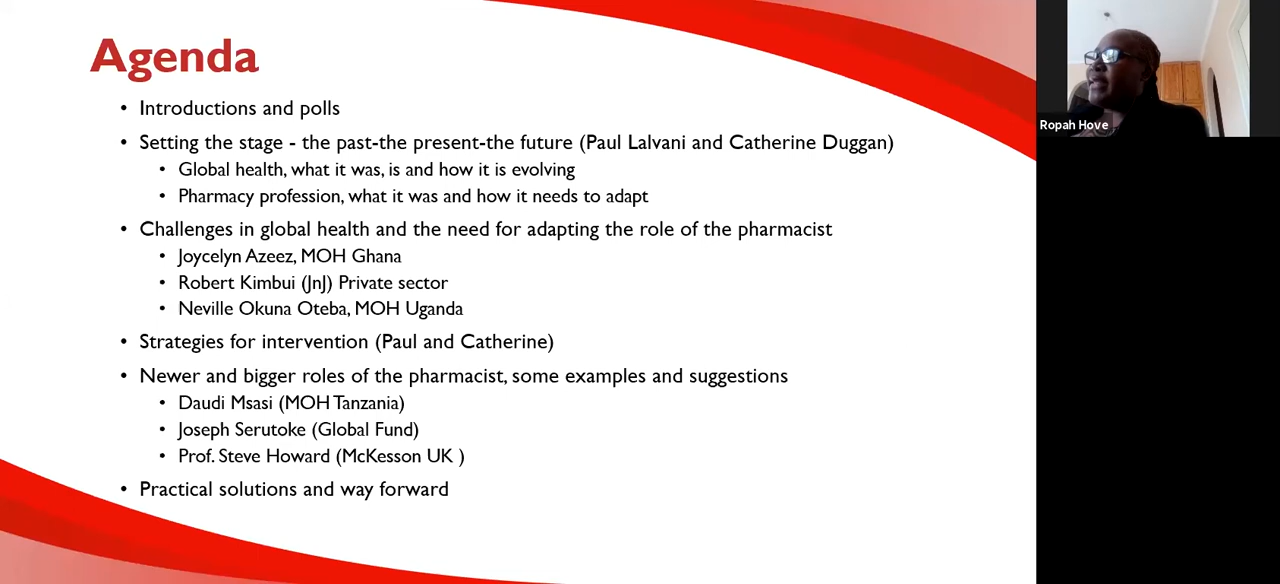 Agenda
• Introductions and polls
• Setting the stage - the past-the present-the future (Paul Lalvani and Catherine Duggan)
• Global health, what it was, is and how it is evolving
• Pharmacy profession, what it was and how it needs to adapt
• Challenges in global health and the need for adapting the role of the pharmacist
• Joycelyn Azeez, MOH Ghana
• Robert Kimbui (JnJ) Private sector
• Neville Okuna Oteba, MOH Uganda
• Strategies for intervention (Paul and Catherine)
• Newer and bigger roles of the pharmacist, some examples and suggestions
• Daudi Msasi (MOH Tanzania)
• Joseph Serutoke (Global Fund)
• Prof. Steve Howard (McKesson UK )
• Practical solutions and way forward
Ropah Hove